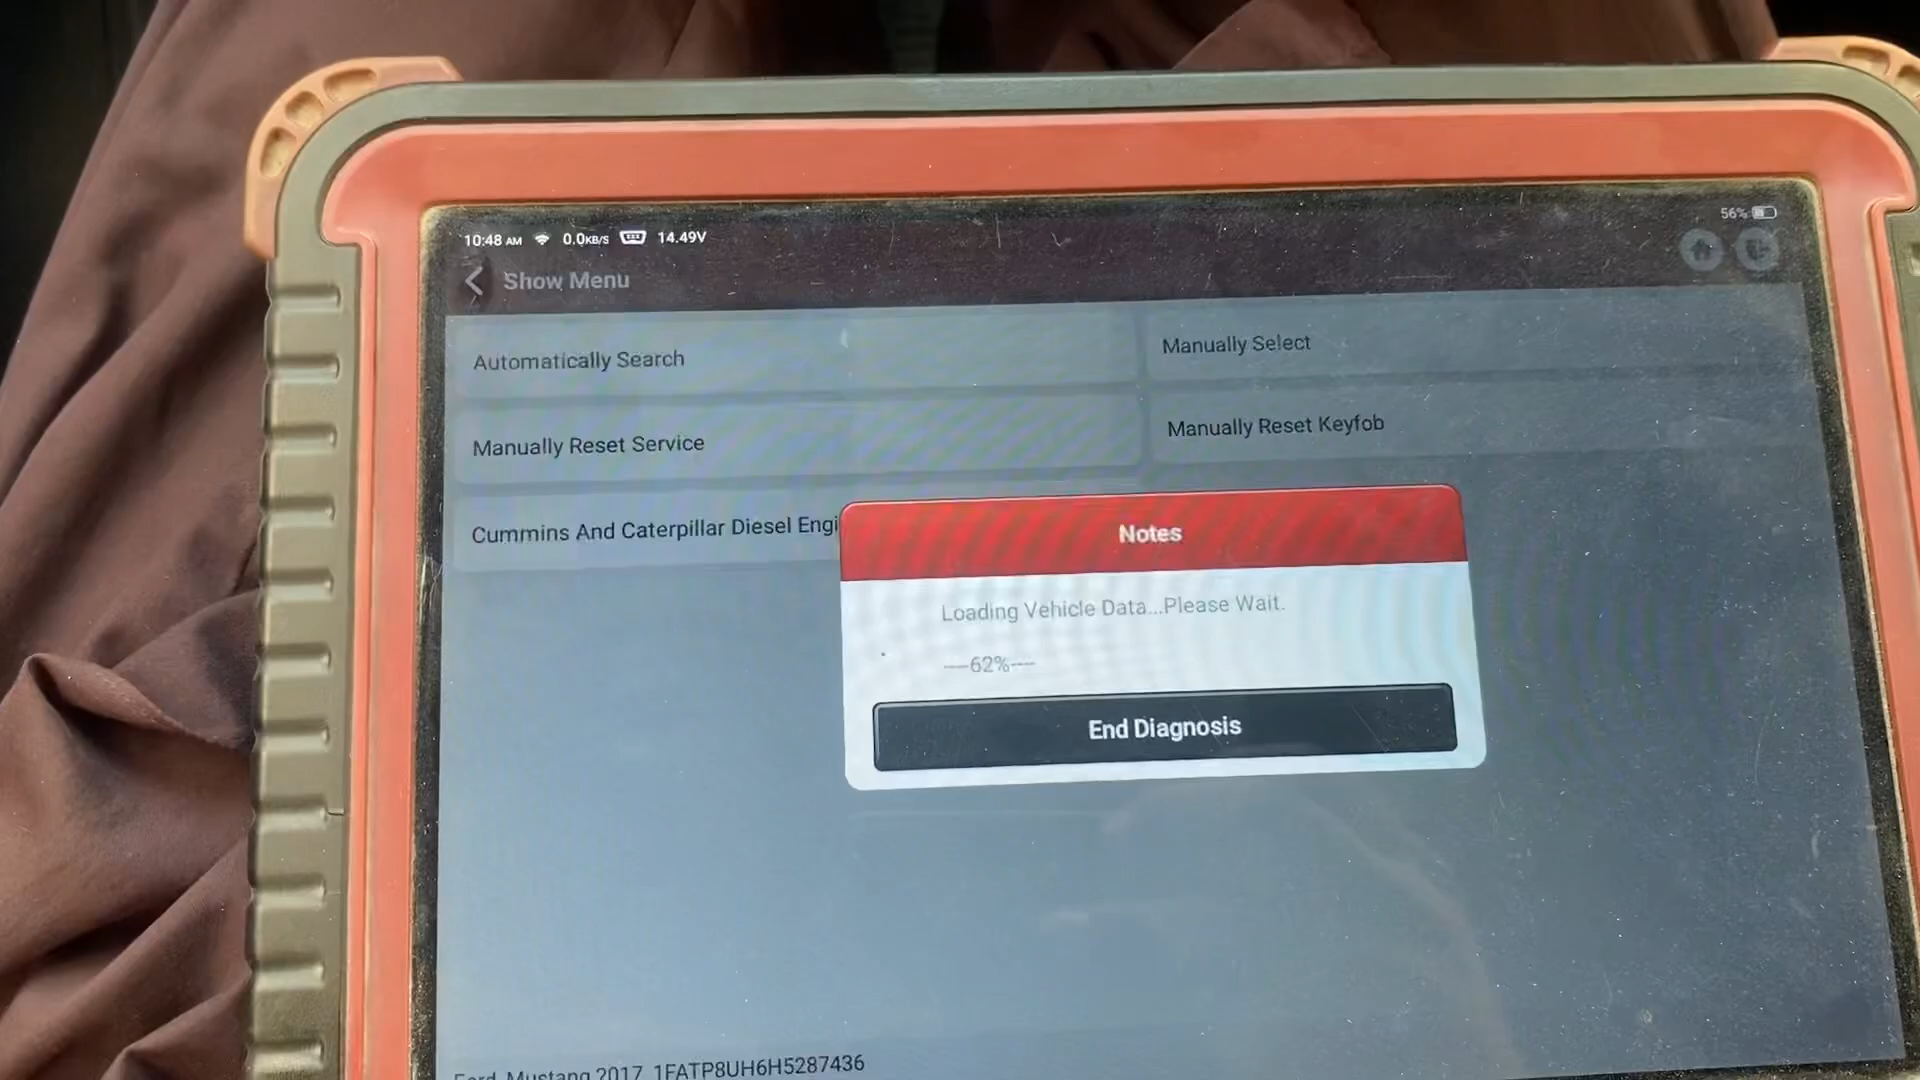 10:48 AM 0.0KB/S 14.49V 56%
Show Menu
Automatically Search
Manually Select
Manually Reset Service
Manually Reset Keyfob
Cummins And Caterpillar Diesel Engi
Notes
Loading Vehicle Data...Please Wait.
----62%----
End Diagnosis
Ford Mustang 2017 1FATP8UH6H5287436